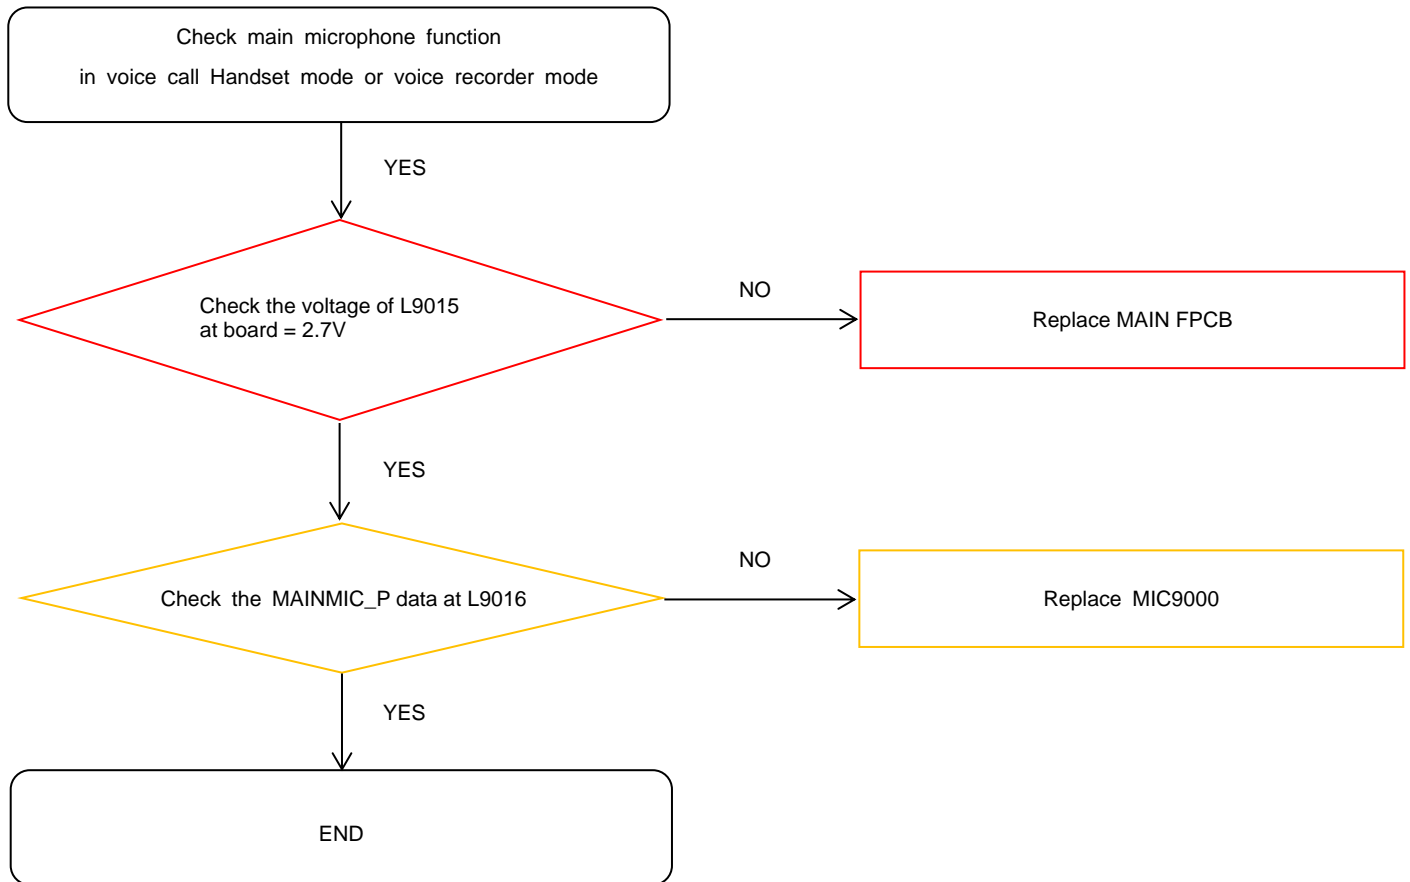 Check main microphone function
in voice call Handset mode or voice recorder mode
YES
Check the voltage of L9015
at board = 2.7V
NO
Replace MAIN FPCB
YES
Check the MAINMIC_P data at L9016
NO
Replace MIC9000
YES
END